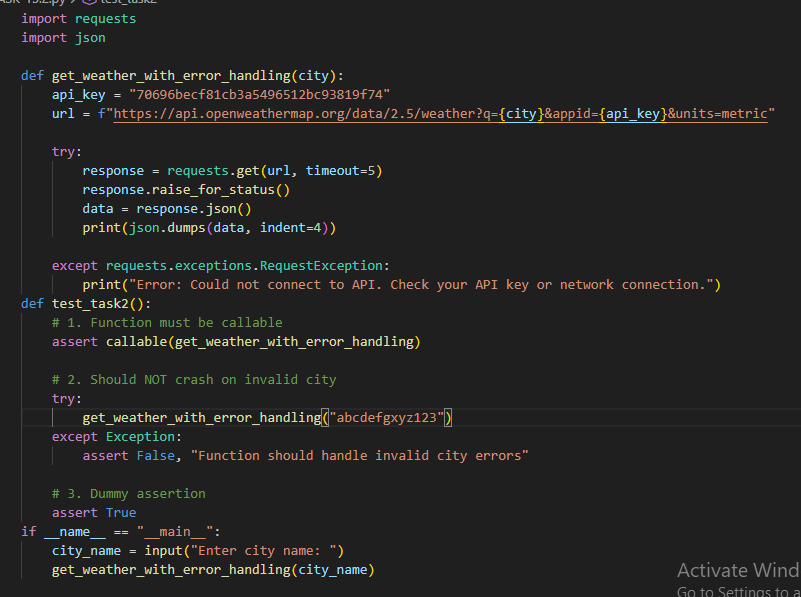 ASK-15.2.py > test_task2
import requests
import json
def get_weather_with_error_handling(city):
    api_key = "70696becf81cb3a5496512bc93819f74"
    url = f"https://api.openweathermap.org/data/2.5/weather?q={city}&appid={api_key}&units=metric"
    try:
        response = requests.get(url, timeout=5)
        response.raise_for_status()
        data = response.json()
        print(json.dumps(data, indent=4))
    except requests.exceptions.RequestException:
        print("Error: Could not connect to API. Check your API key or network connection.")
def test_task2():
    # 1. Function must be callable
    assert callable(get_weather_with_error_handling)
    # 2. Should NOT crash on invalid city
    try:
        get_weather_with_error_handling("abcdefgxyz123")
    except Exception:
        assert False, "Function should handle invalid city errors"
    # 3. Dummy assertion
    assert True
if __name__ == "__main__":
    city_name = input("Enter city name: ")
    get_weather_with_error_handling(city_name)
Activate Wind
Go to Settings to a